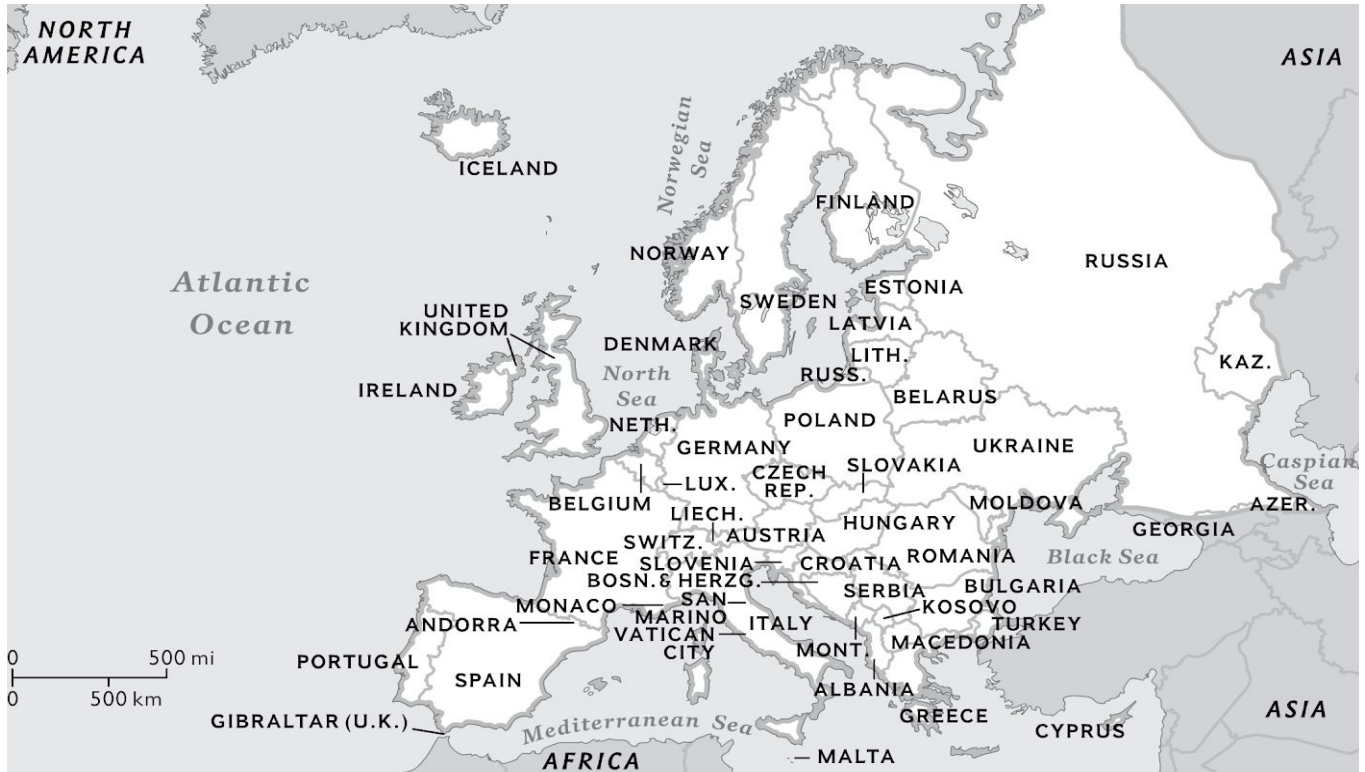 NORTH
AMERICA
ASIA
ICELAND
Norwegian
Sea
FINLAND
NORWAY
RUSSIA
Atlantic
Ocean
ESTONIA
SWEDEN
UNITED
KINGDOM
LATVIA
DENMARK
LITH.
KAZ.
North
Sea
RUSS.
IRELAND
BELARUS
NETH.
POLAND
GERMANY
UKRAINE
CZECH
REP.
SLOVAKIA
Caspian
Sea
LUX.
BELGIUM
MOLDOVA
AZER.
LIECH.
HUNGARY
GEORGIA
AUSTRIA
SWITZ.
FRANCE
SLOVENIA
CROATIA
ROMANIA
Black Sea
BOSN. & HERZG.
SERBIA
BULGARIA
MONACO
SAN
MARINO
KOSOVO
ANDORRA
ITALY
TURKEY
VATICAN
CITY
MONT.
MACEDONIA
0 500 mi
0 500 km
PORTUGAL
SPAIN
ALBANIA
GREECE
ASIA
GIBRALTAR (U.K.)
Mediterranean Sea
CYPRUS
AFRICA
MALTA